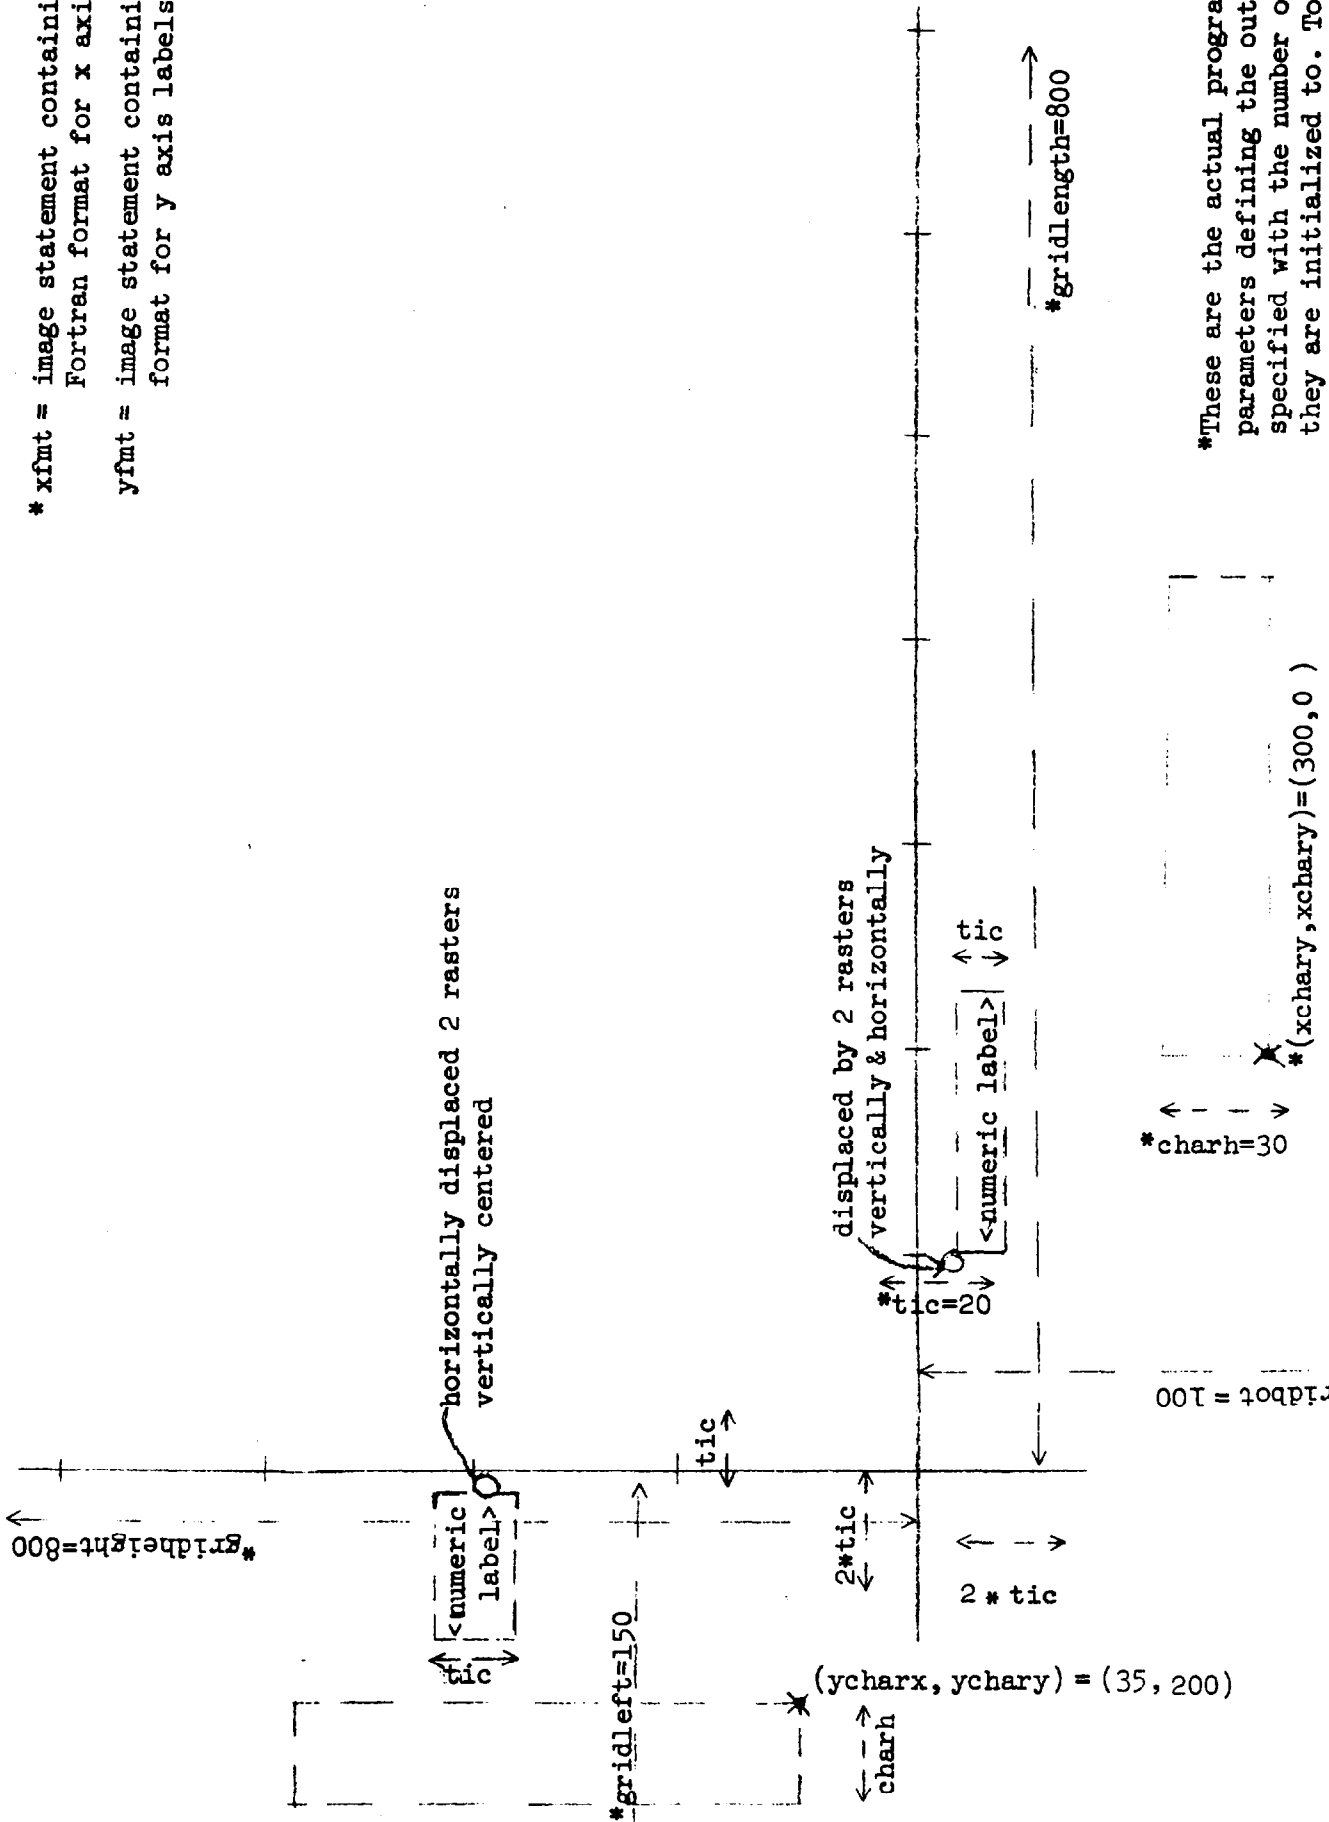 * xfmt = image statement containi
Fortran format for x axi
yfmt = image statement containi
format for y axis labels
*gridheight=800
horizontally displaced 2 rasters
vertically centered
<numeric
label>
tic
*gridleft=150
tic
2*tic
displaced by 2 rasters
vertically & horizontally
*tic=20
<numeric label>
tic
*gridlength=800
2 * tic
(ycharx, ychary) = (35, 200)
charh
ridbot = 100
*charh=30
*(xchary,xchary)=(300,0 )
*These are the actual progra
parameters defining the out
specified with the number o
they are initialized to. To